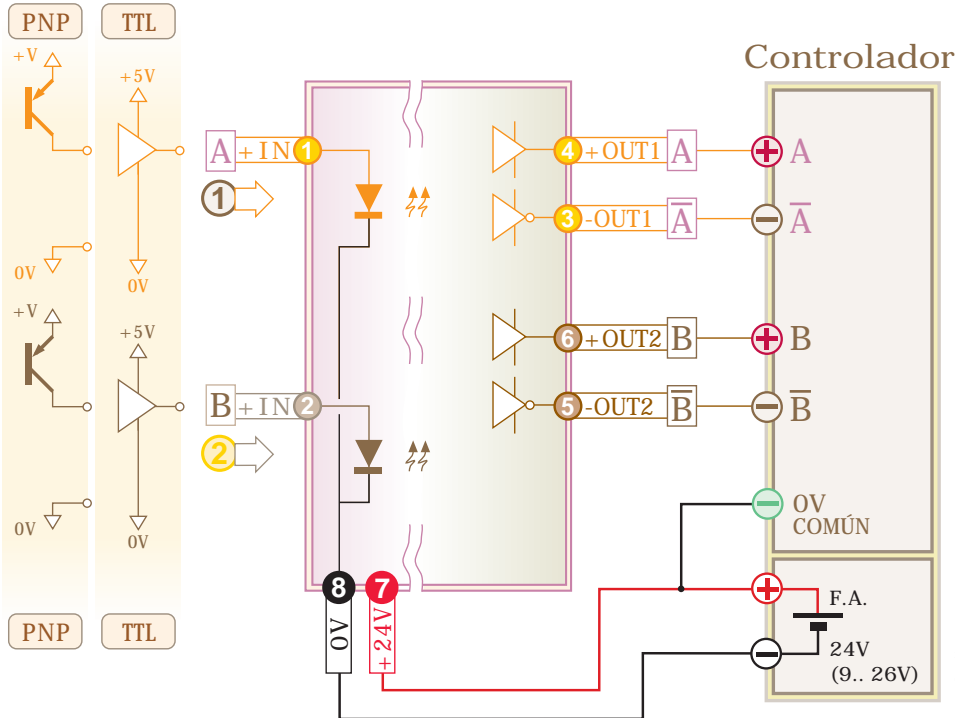 PNP TTL
Controlador
+V
+5V
A +IN 1
4 +OUT1 A
A
1
3 -OUT1 A̅
A̅
0V
0V
+V
+5V
6 +OUT2 B
B
B +IN 2
5 -OUT2 B̅
B̅
2
0V
COMÚN
0V
0V
8 7
0V
+24V
F.A.
24V
(9.. 26V)
PNP TTL